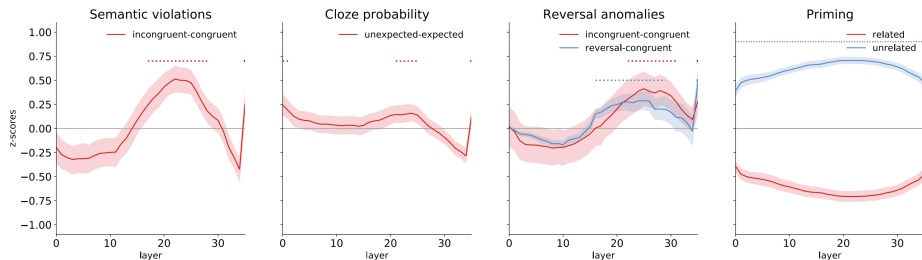 Semantic violations
Cloze probability
Reversal anomalies
Priming
incongruent-congruent
unexpected-expected
incongruent-congruent
reversal-congruent
related
unrelated
z-scores
1.00
0.75
0.50
0.25
0.00
−0.25
−0.50
−0.75
−1.00
0 10 20 30
0 10 20 30
0 10 20 30
0 10 20 30
layer
layer
layer
layer